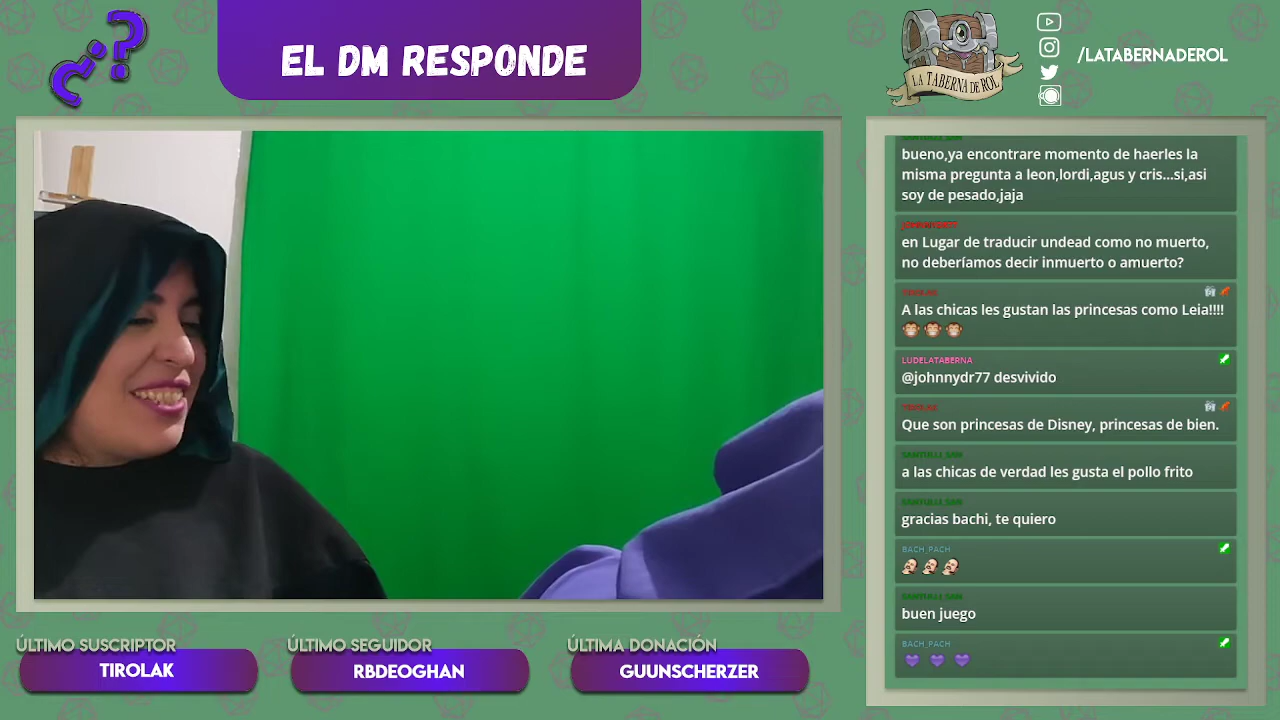 ¿?
EL DM RESPONDE
LA TABERNA DE ROL
/LATABERNADEROL
bueno,ya encontrare momento de haerles la
misma pregunta a leon,lordi,agus y cris...si,asi
soy de pesado,jaja
en Lugar de traducir undead como no muerto,
no deberíamos decir inmuerto o amuerto?
A las chicas les gustan las princesas como Leia!!!!
LUDELATABERNA
@johnnydr77 desvivido
Que son princesas de Disney, princesas de bien.
a las chicas de verdad les gusta el pollo frito
gracias bachi, te quiero
BACH_PACH
buen juego
BACH_PACH
ÚLTIMO SUSCRIPTOR
TIROLAK
ÚLTIMO SEGUIDOR
RBDEOGHAN
ÚLTIMA DONACIÓN
GUUNSCHERZER